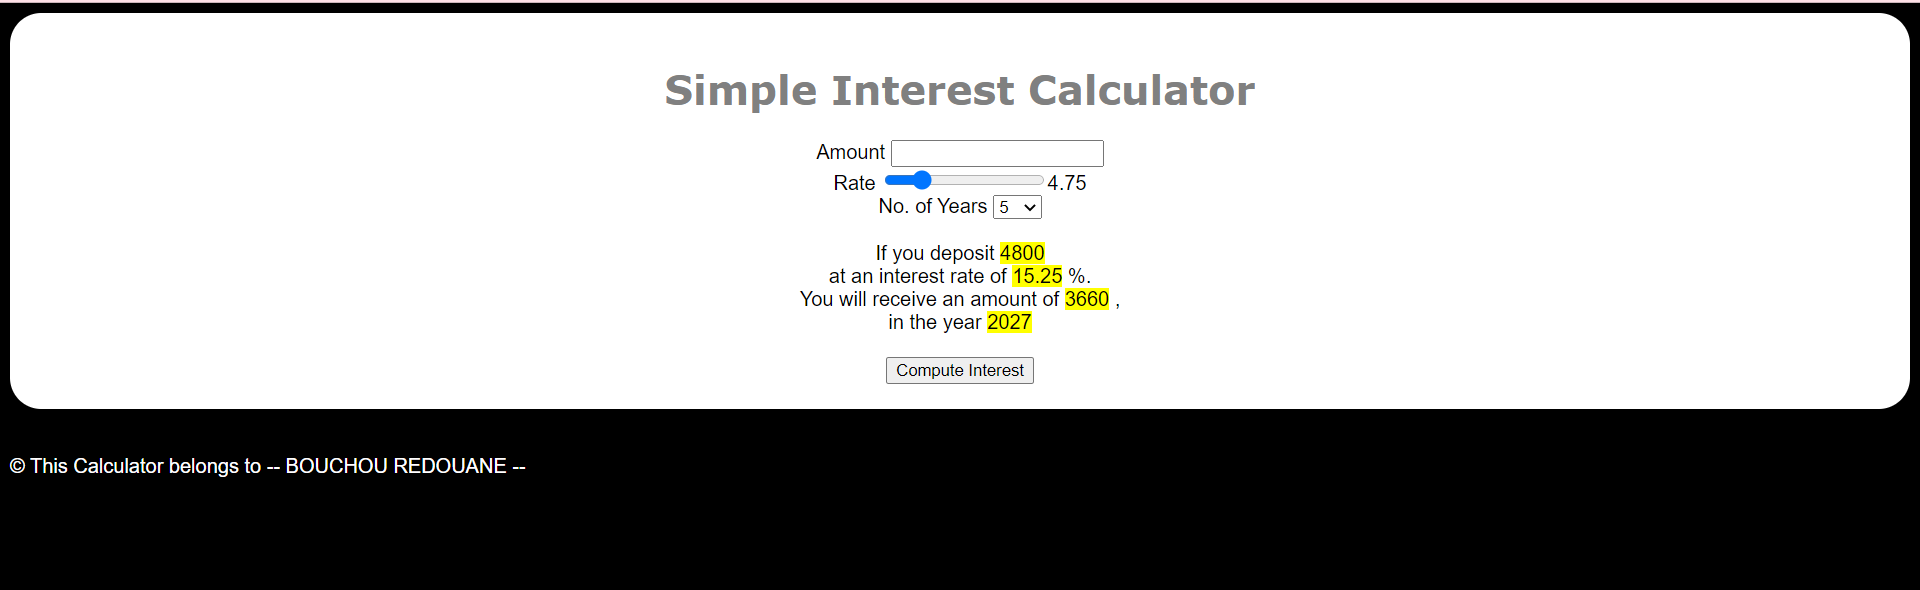 Simple Interest Calculator
Amount
Rate 4.75
No. of Years 5
If you deposit 4800
at an interest rate of 15.25 %.
You will receive an amount of 3660 ,
in the year 2027
Compute Interest
© This Calculator belongs to -- BOUCHOU REDOUANE --